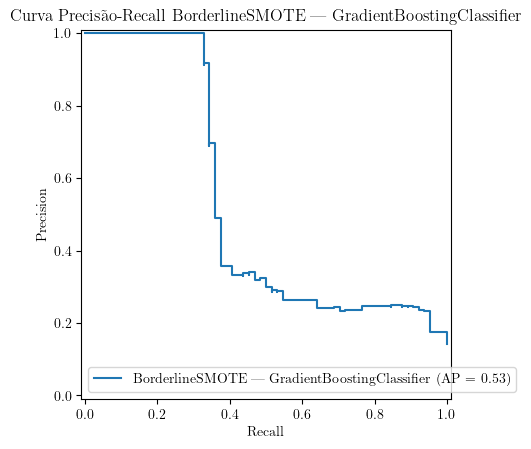 Curva Precisão-Recall BorderlineSMOTE — GradientBoostingClassifier
1.0
0.8
0.6
0.4
0.2
0.0
Precision
BorderlineSMOTE — GradientBoostingClassifier (AP = 0.53)
0.0 0.2 0.4 0.6 0.8 1.0
Recall